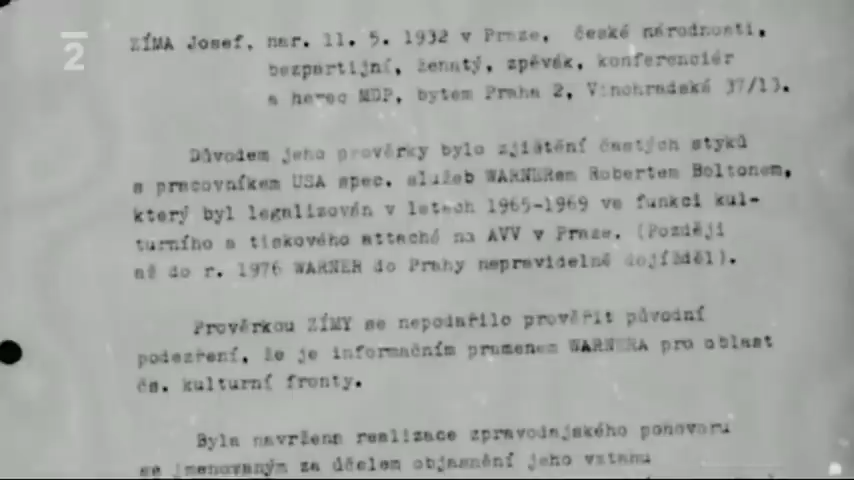 2
ZÍMA Josef, nar. 11. 5. 1932 v Praze, české národnosti,
bezpartijní, ženatý, zpěvák, konferenciér
a herec MDP, bytem Praha 2, Vinohradská 37/13.
Důvodem jeho prověrky bylo zjištění častých styků
s pracovníkem USA spec. služeb WARNERem Robertem Boltonem,
který byl legalizován v letech 1965-1969 ve funkci kul-
turního a tiskového attaché na AVV v Praze. (Později
až do r. 1976 WARNER do Prahy nepravidelně dojížděl).
Prověrkou ZÍMY se nepodařilo prověřit původní
podezření, že je informačním pramenem WARNERA pro oblast
čs. kulturní fronty.
Byla navržena realizace zpravodajského pohovoru
se jmenovaným za účelem objasnění jeho vztahu